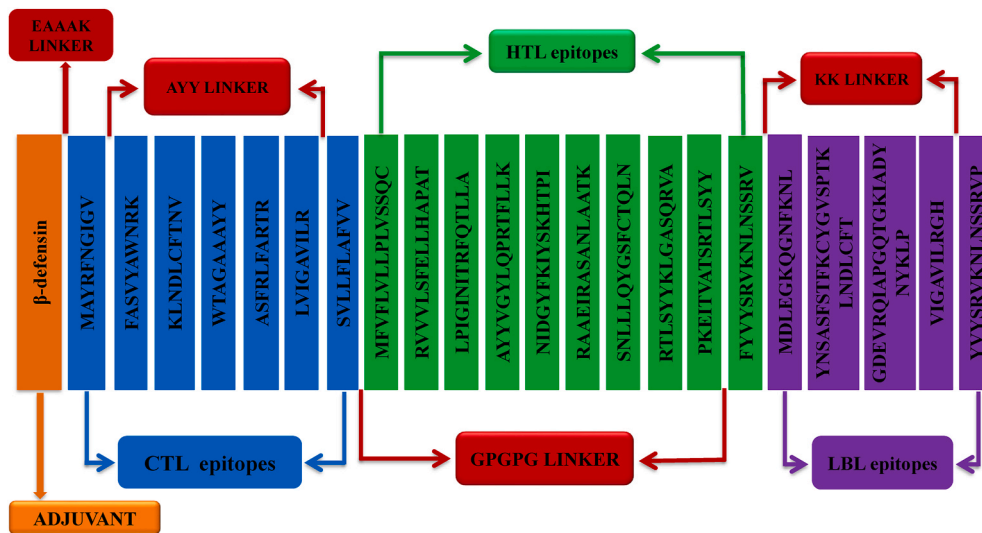 EAAAK
LINKER
AYY LINKER
HTL epitopes
KK LINKER
β-defensin
MAYRFNGIGV
FASVYAWNRK
KLNDLCFTNV
WTAGAAAYY
ASFRLFARTR
LVIGAVILR
SVLLFLAFVV
MFVFLVLLPLVSSQC
RVVVLSFELLHAPAT
LPIGINITRFQTLLA
AYYVGYLQPRTFLLK
NIDGYFKIYSKHTPI
RAAEIRASANLAATK
SNLLLQYGSFCTQLN
RTLSYYKLGASQRVA
PKEITVATSRTLSYY
FYVYSRVKNLNSSRV
MDLEGKQGNFKNL
YNSASFSTFKCYGVSPTK
LNDLCFT
GDEVRQIAPGQTGKIADY
NYKLP
VIGAVILRGH
YVYSRVKNLNSSRVP
CTL epitopes
GPGPG LINKER
LBL epitopes
ADJUVANT